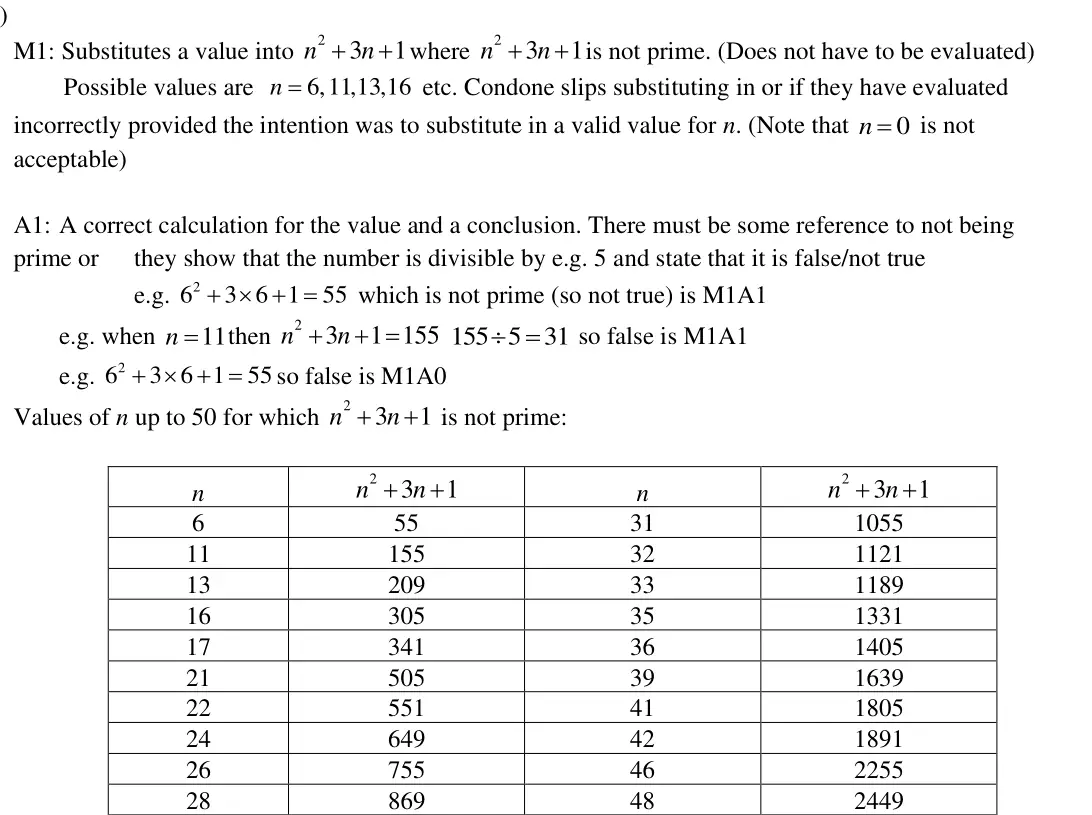 )
M1: Substitutes a value into n² + 3n + 1 where n² + 3n + 1 is not prime. (Does not have to be evaluated)
Possible values are n = 6, 11,13,16 etc. Condone slips substituting in or if they have evaluated
incorrectly provided the intention was to substitute in a valid value for n. (Note that n = 0 is not
acceptable)
A1: A correct calculation for the value and a conclusion. There must be some reference to not being
prime or they show that the number is divisible by e.g. 5 and state that it is false/not true
e.g. 6² + 3 × 6 + 1 = 55 which is not prime (so not true) is M1A1
e.g. when n = 11 then n² + 3n + 1 = 155 155 ÷ 5 = 31 so false is M1A1
e.g. 6² + 3 × 6 + 1 = 55 so false is M1A0
Values of n up to 50 for which n² + 3n + 1 is not prime:
n n² + 3n + 1 n n² + 3n + 1
6 55 31 1055
11 155 32 1121
13 209 33 1189
16 305 35 1331
17 341 36 1405
21 505 39 1639
22 551 41 1805
24 649 42 1891
26 755 46 2255
28 869 48 2449